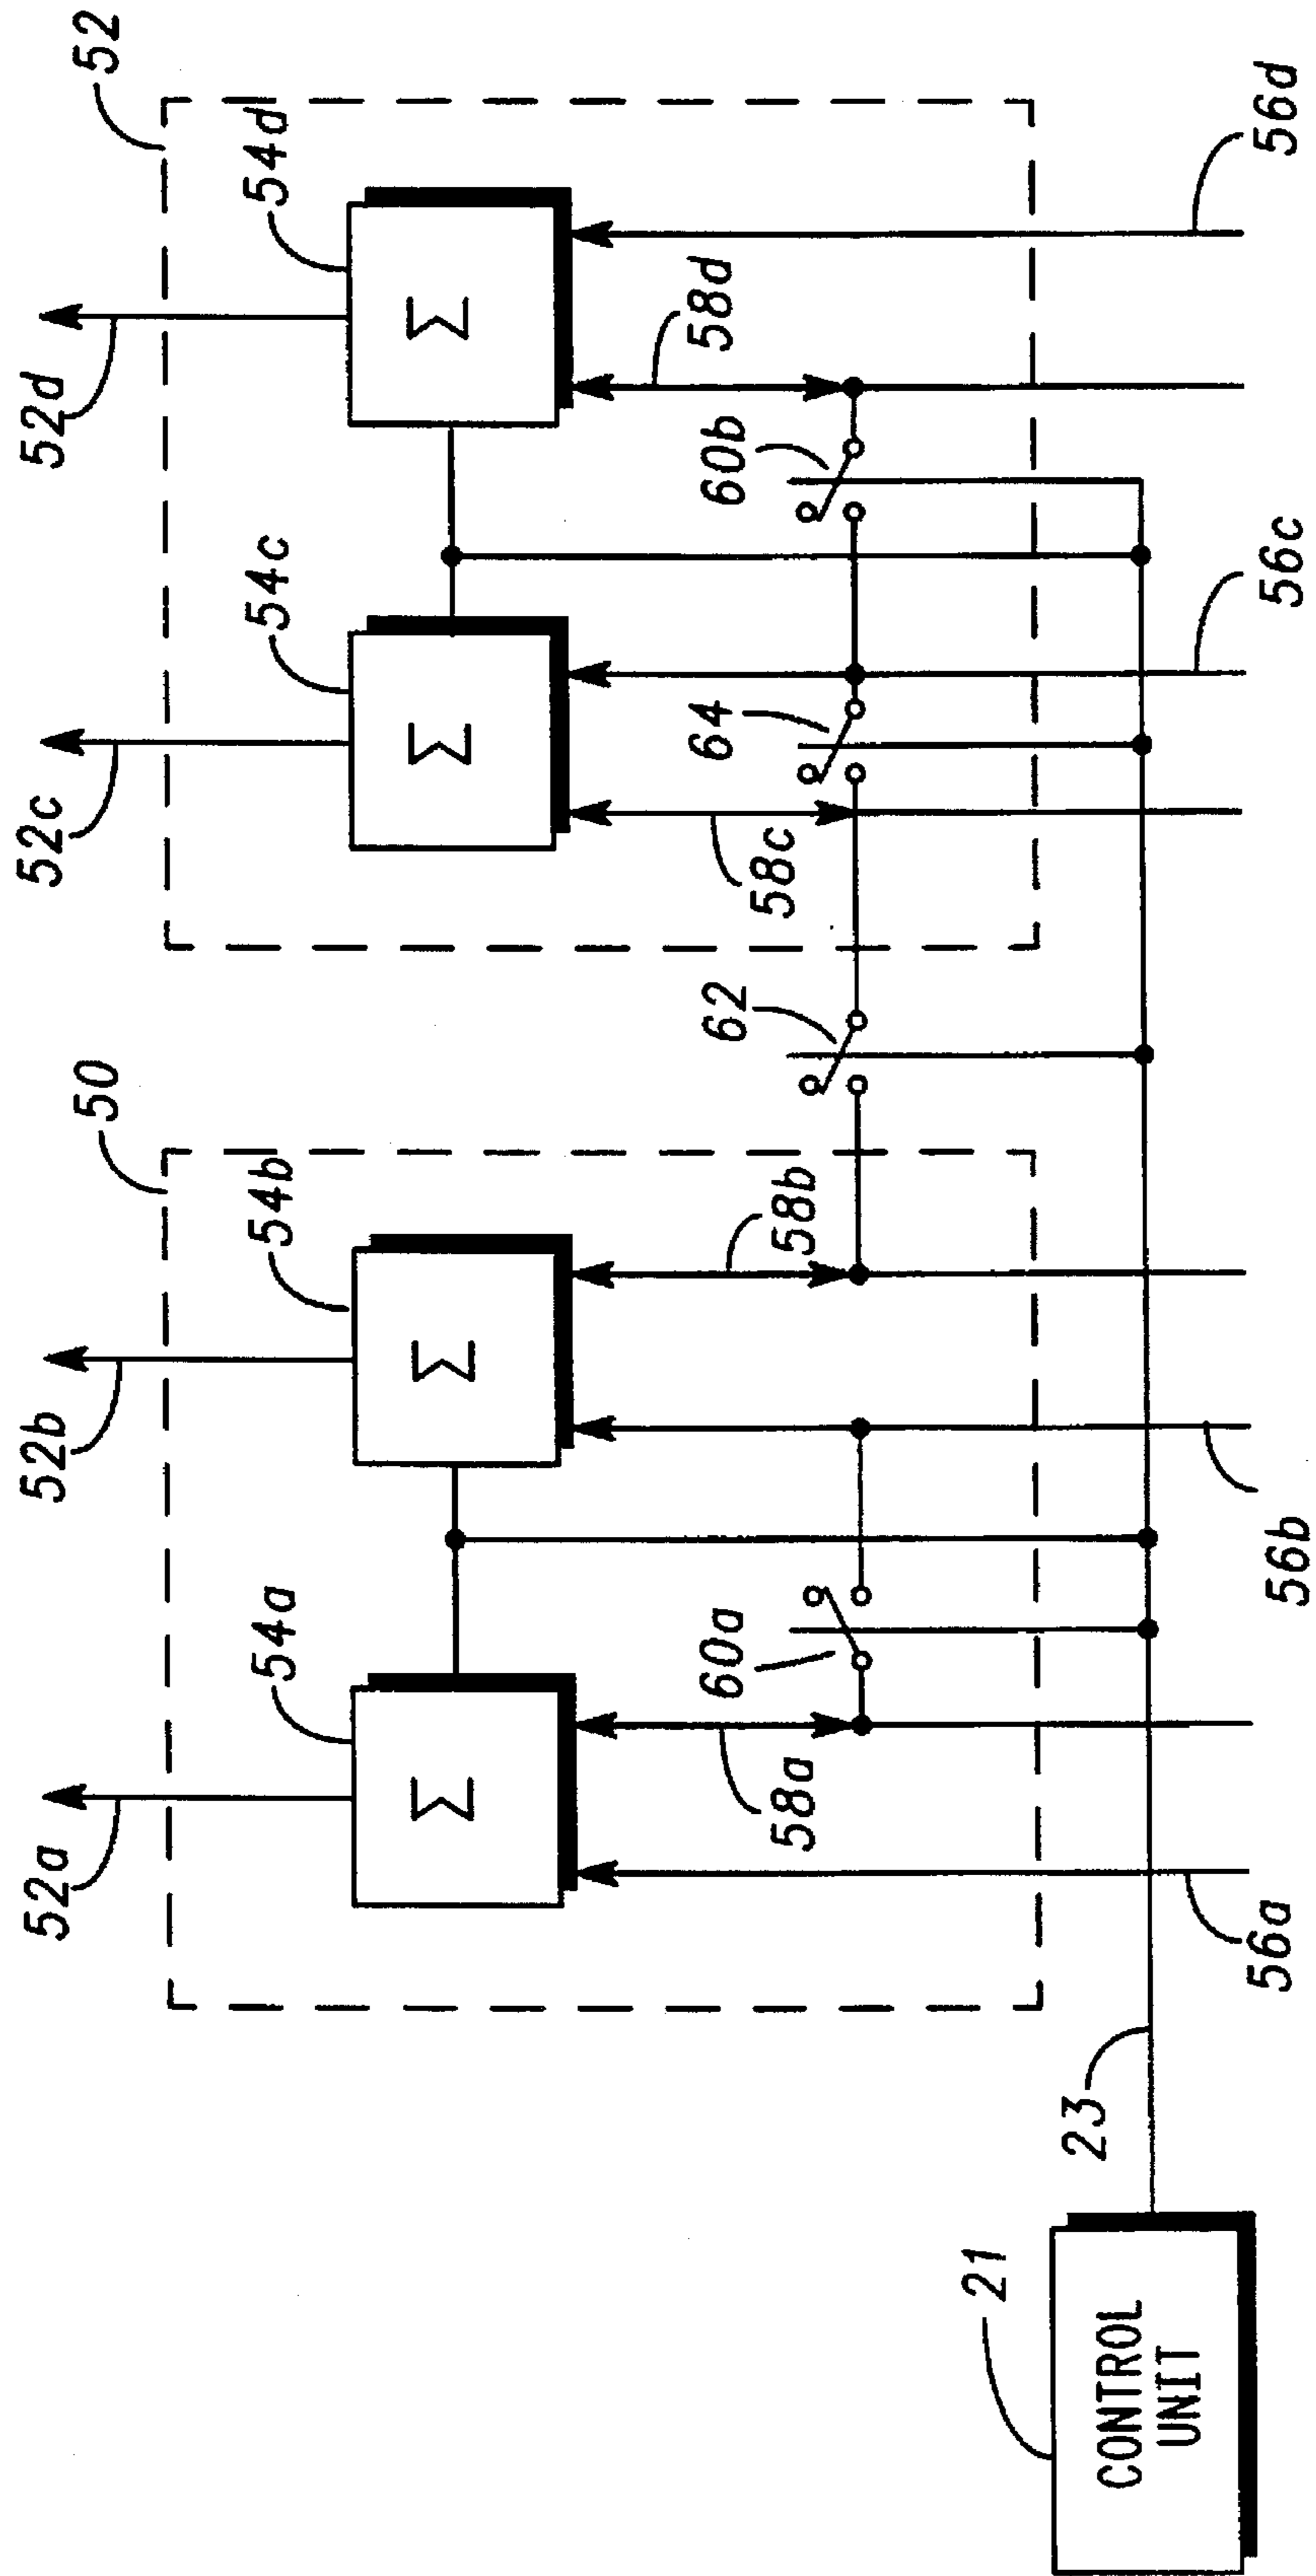 52a
52b
52c
52d
50
52
54a
54b
54c
54d
Σ
Σ
Σ
Σ
58a
60a
58b
62
58c
64
60b
58d
56a
56b
56c
56d
23
21
CONTROL
UNIT